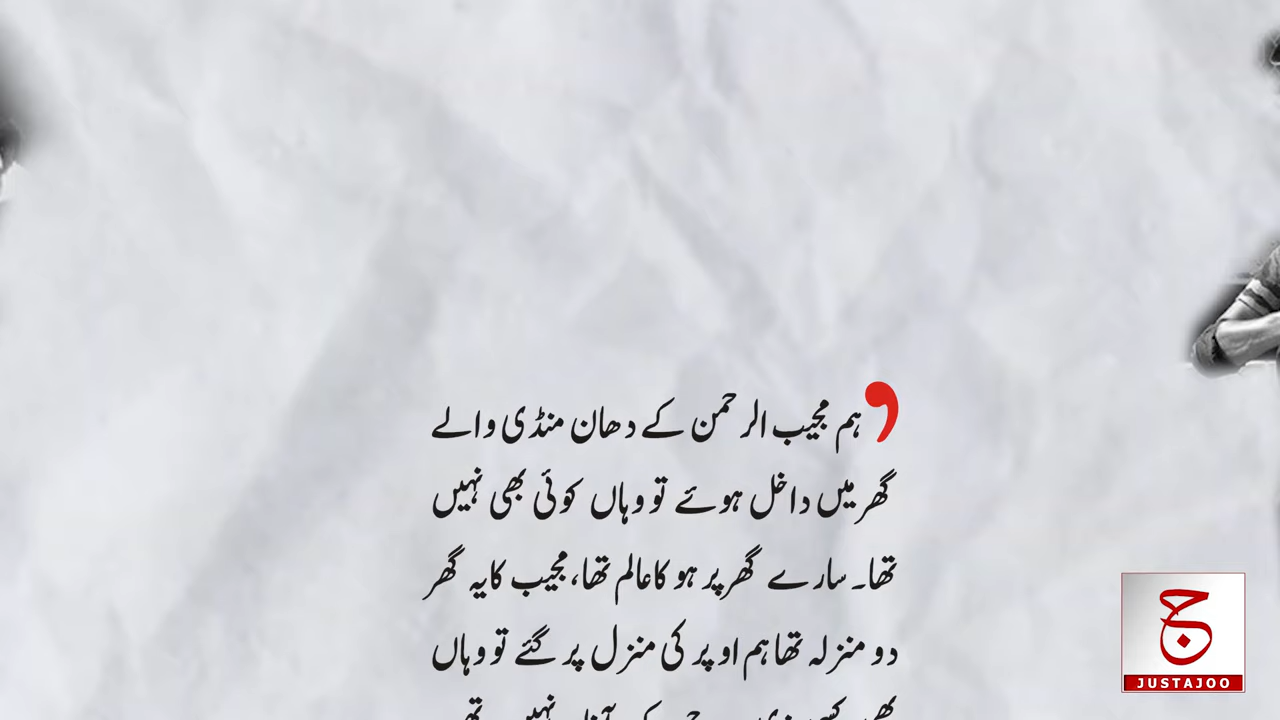 ہم مجیب الرحمن کے دھان منڈی والے
گھر میں داخل ہوئے تو وہاں کوئی بھی نہیں
تھا۔ سارے گھر پر ہو کا عالم تھا، مجیب کا یہ گھر
دو منزلہ تھا ہم اوپر کی منزل پر گئے تو وہاں
ج
JUSTAJOO